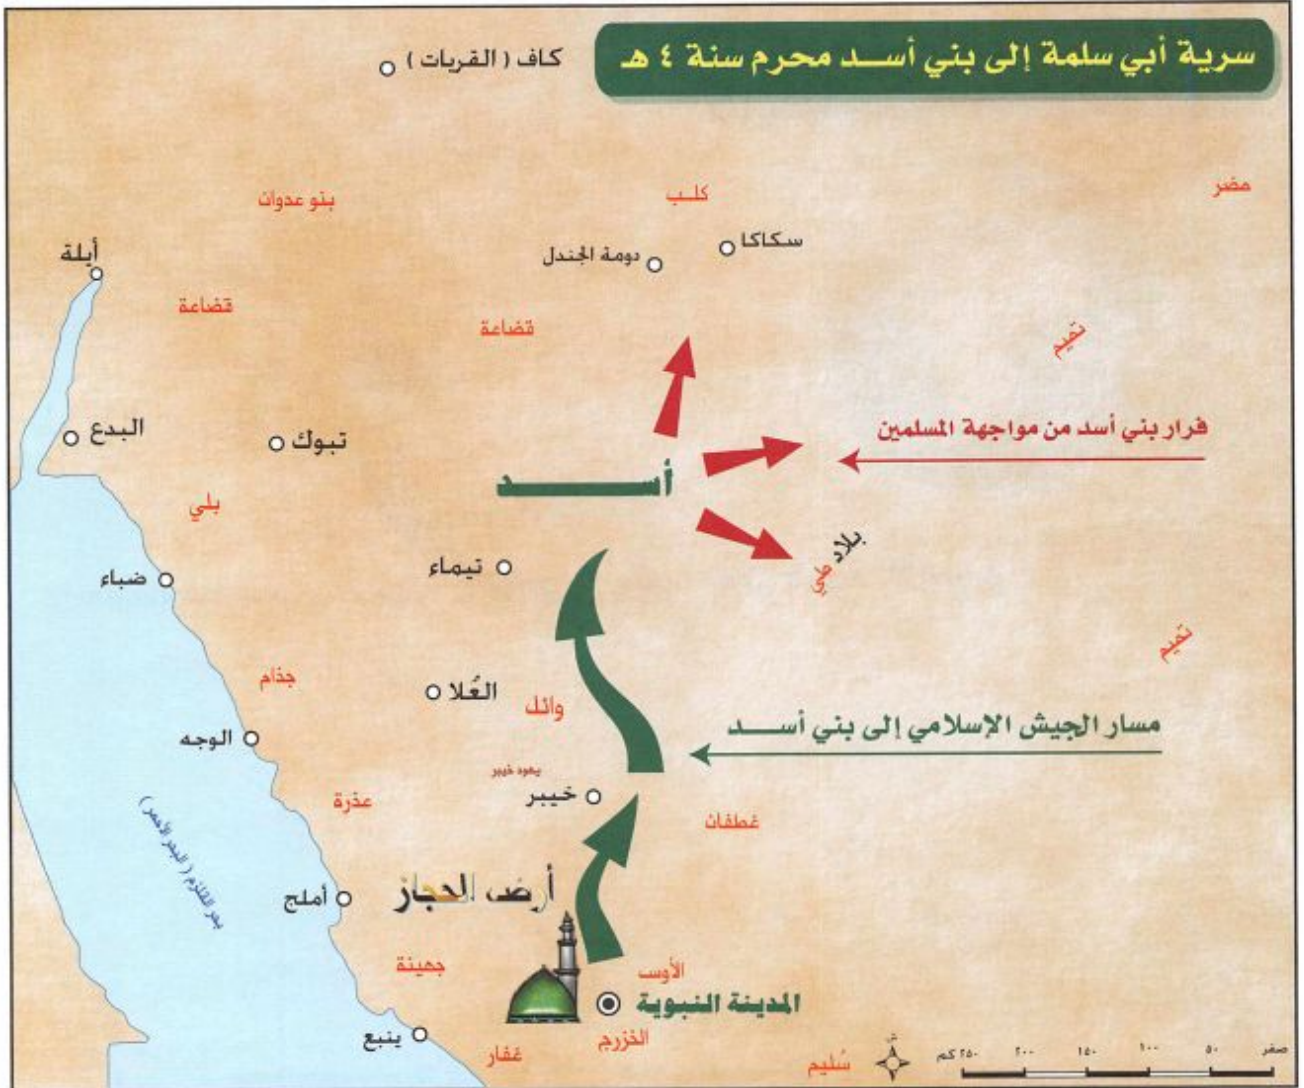 سرية أبي سلمة إلى بني أسد محرم سنة ٤ هـ
كاف ( القريات )
مضر
كلب
بنو عدوان
سكاكا
دومة الجندل
أيلة
قضاعة
قضاعة
تميم
البدع
تبوك
فرار بني أسد من مواجهة المسلمين
أسد
بلي
بلاد طي
تيماء
ضباء
تميم
جذام
العُلا
وائل
مسار الجيش الإسلامي إلى بني أسد
الوجه
يهود خيبر
خيبر
عذرة
غطفان
بحر القلزم ( البحر الأحمر )
أرض الحجاز
أملج
جهينة
الأوس
المدينة النبوية
الخزرج
ينبع
غفار
سُليم
ش
صفر ٥٠ ١٠٠ ١٥٠ ٢٠٠ ٢٥٠ كم